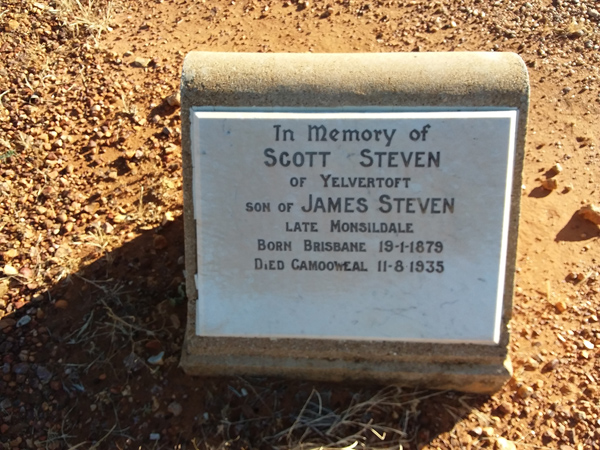 In Memory of
SCOTT STEVEN
OF YELVERTOFT
SON OF JAMES STEVEN
LATE MONSILDALE
BORN BRISBANE 19-1-1879
DIED CAMOOWEAL 11-8-1935